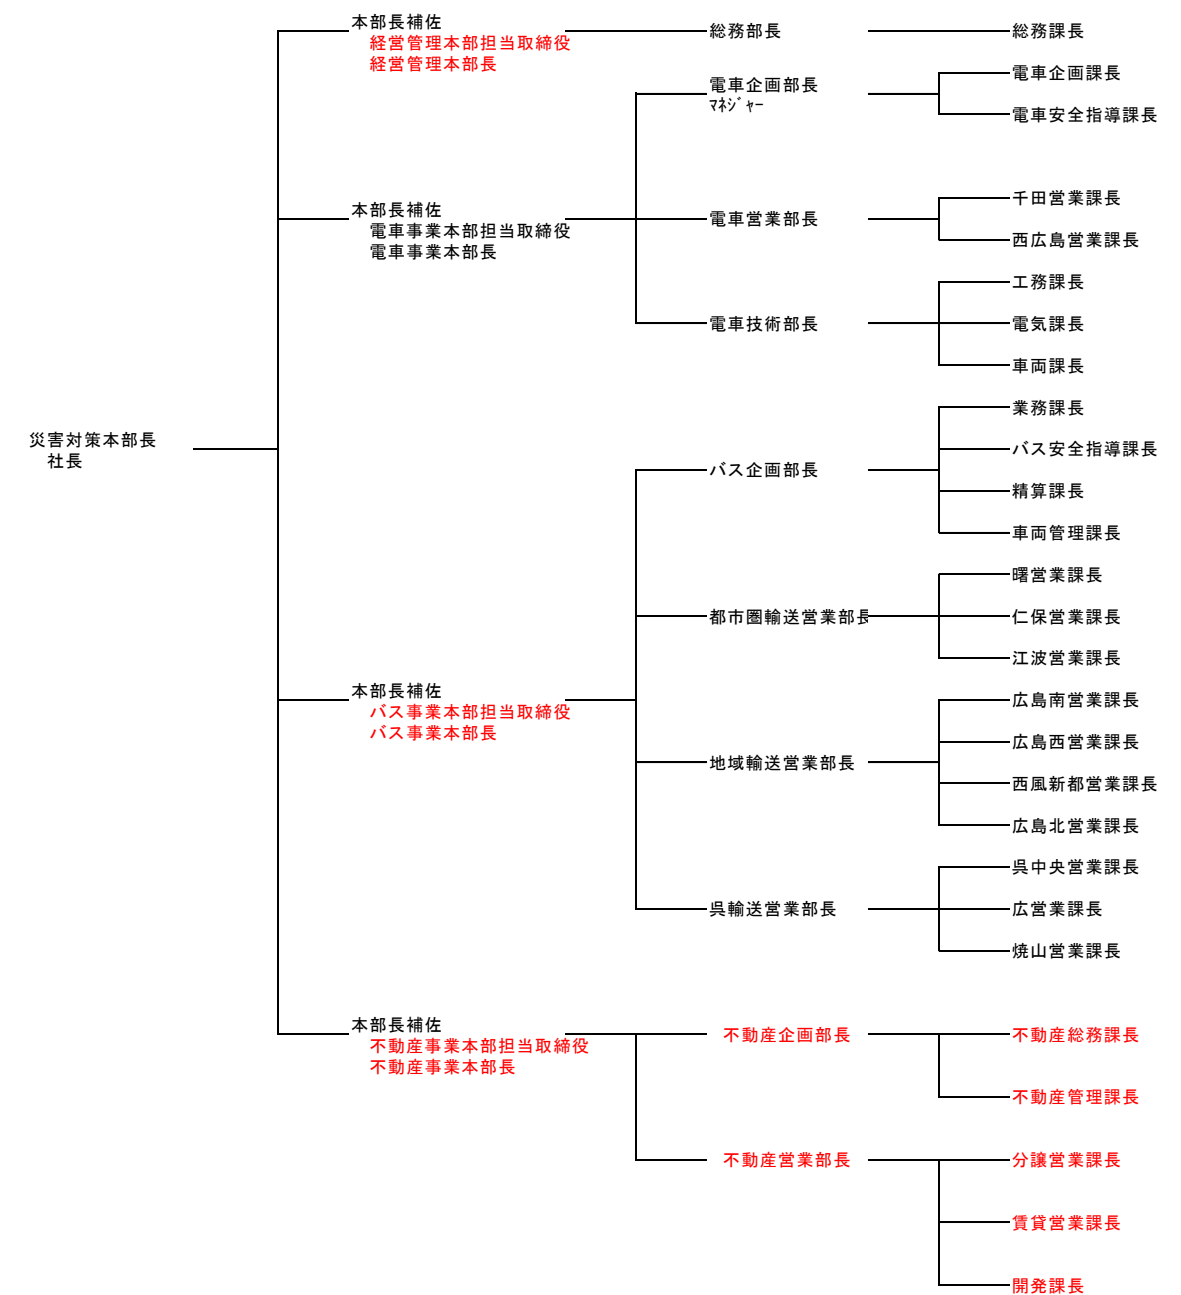 災害対策本部長
社長
本部長補佐
経営管理本部担当取締役
経営管理本部長
総務部長
総務課長
本部長補佐
電車事業本部担当取締役
電車事業本部長
電車企画部長
ﾏﾈｼﾞｬｰ
電車企画課長
電車安全指導課長
電車営業部長
千田営業課長
西広島営業課長
電車技術部長
工務課長
電気課長
車両課長
本部長補佐
バス事業本部担当取締役
バス事業本部長
バス企画部長
業務課長
バス安全指導課長
精算課長
車両管理課長
都市圏輸送営業部長
曙営業課長
仁保営業課長
江波営業課長
地域輸送営業部長
広島南営業課長
広島西営業課長
西風新都営業課長
広島北営業課長
呉輸送営業部長
呉中央営業課長
広営業課長
焼山営業課長
本部長補佐
不動産事業本部担当取締役
不動産事業本部長
不動産企画部長
不動産総務課長
不動産管理課長
不動産営業部長
分譲営業課長
賃貸営業課長
開発課長